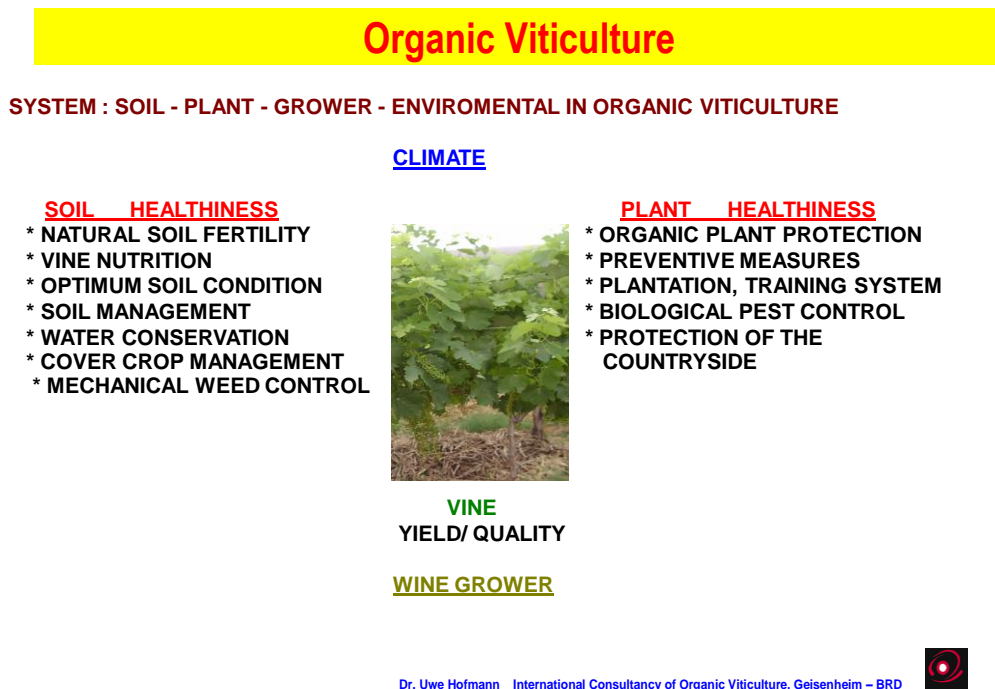 Organic Viticulture
SYSTEM : SOIL - PLANT - GROWER - ENVIROMENTAL IN ORGANIC VITICULTURE
CLIMATE
SOIL HEALTHINESS
* NATURAL SOIL FERTILITY
* VINE NUTRITION
* OPTIMUM SOIL CONDITION
* SOIL MANAGEMENT
* WATER CONSERVATION
* COVER CROP MANAGEMENT
* MECHANICAL WEED CONTROL
PLANT HEALTHINESS
* ORGANIC PLANT PROTECTION
* PREVENTIVE MEASURES
* PLANTATION, TRAINING SYSTEM
* BIOLOGICAL PEST CONTROL
* PROTECTION OF THE
COUNTRYSIDE
VINE
YIELD/ QUALITY
WINE GROWER
Dr. Uwe Hofmann International Consultancy of Organic Viticulture. Geisenheim – BRD